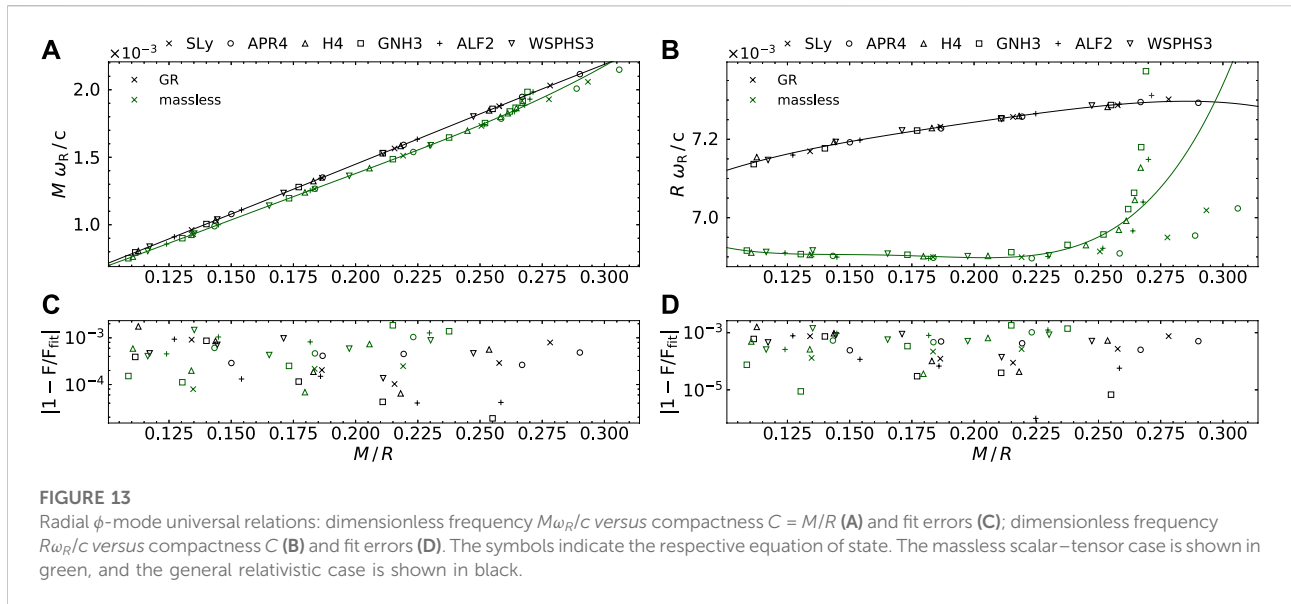 A
× SLy ○ APR4 △ H4 □ GNH3 + ALF2 ▽ WSPHS3
×10⁻³
× GR
× massless
2.0
1.5
1.0
M ω_R / c
0.125 0.150 0.175 0.200 0.225 0.250 0.275 0.300
B
× SLy ○ APR4 △ H4 □ GNH3 + ALF2 ▽ WSPHS3
×10⁻³
× GR
× massless
7.2
7.0
R ω_R / c
0.125 0.150 0.175 0.200 0.225 0.250 0.275 0.300
C
10⁻³
10⁻⁴
|1 − F/F_fit|
0.125 0.150 0.175 0.200 0.225 0.250 0.275 0.300
M / R
D
10⁻³
10⁻⁵
|1 − F/F_fit|
0.125 0.150 0.175 0.200 0.225 0.250 0.275 0.300
M / R
FIGURE 13
Radial ϕ-mode universal relations: dimensionless frequency Mω_R/c versus compactness C = M/R (A) and fit errors (C); dimensionless frequency
Rω_R/c versus compactness C (B) and fit errors (D). The symbols indicate the respective equation of state. The massless scalar–tensor case is shown in
green, and the general relativistic case is shown in black.